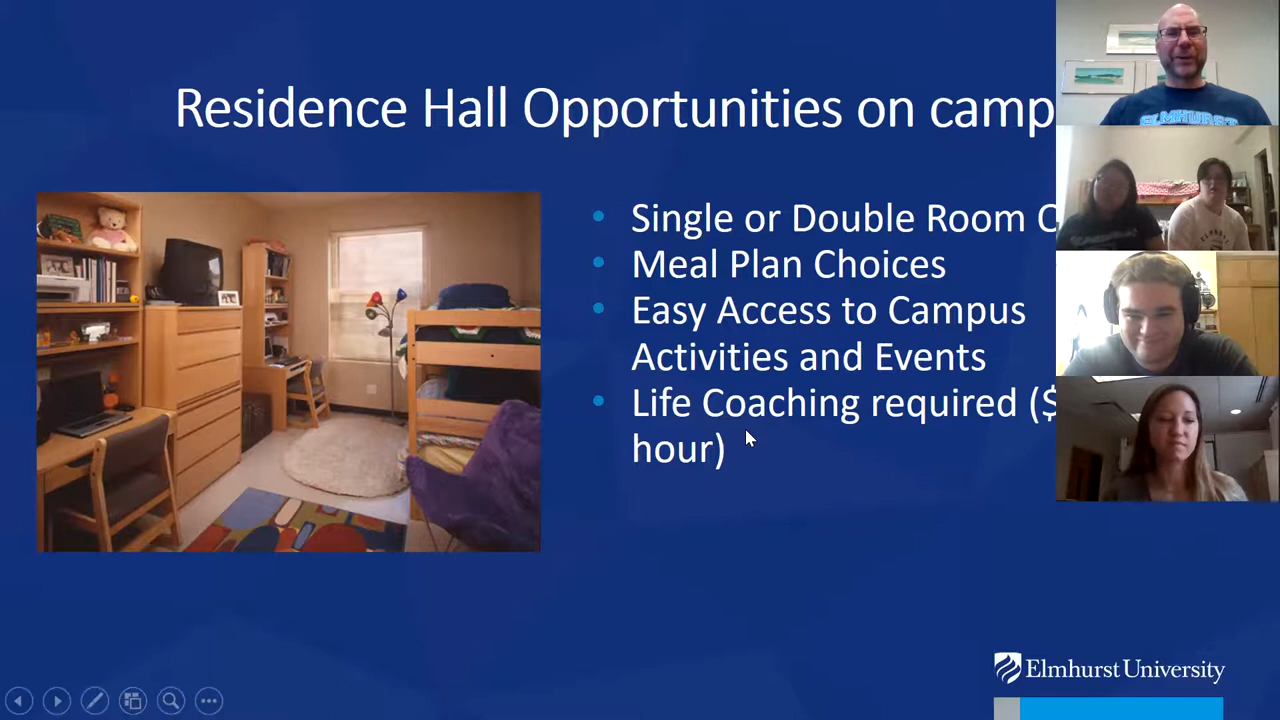 Residence Hall Opportunities on camp
Single or Double Room
Meal Plan Choices
Easy Access to Campus
Activities and Events
Life Coaching required ($
hour)
ELMHURST
Elmhurst University